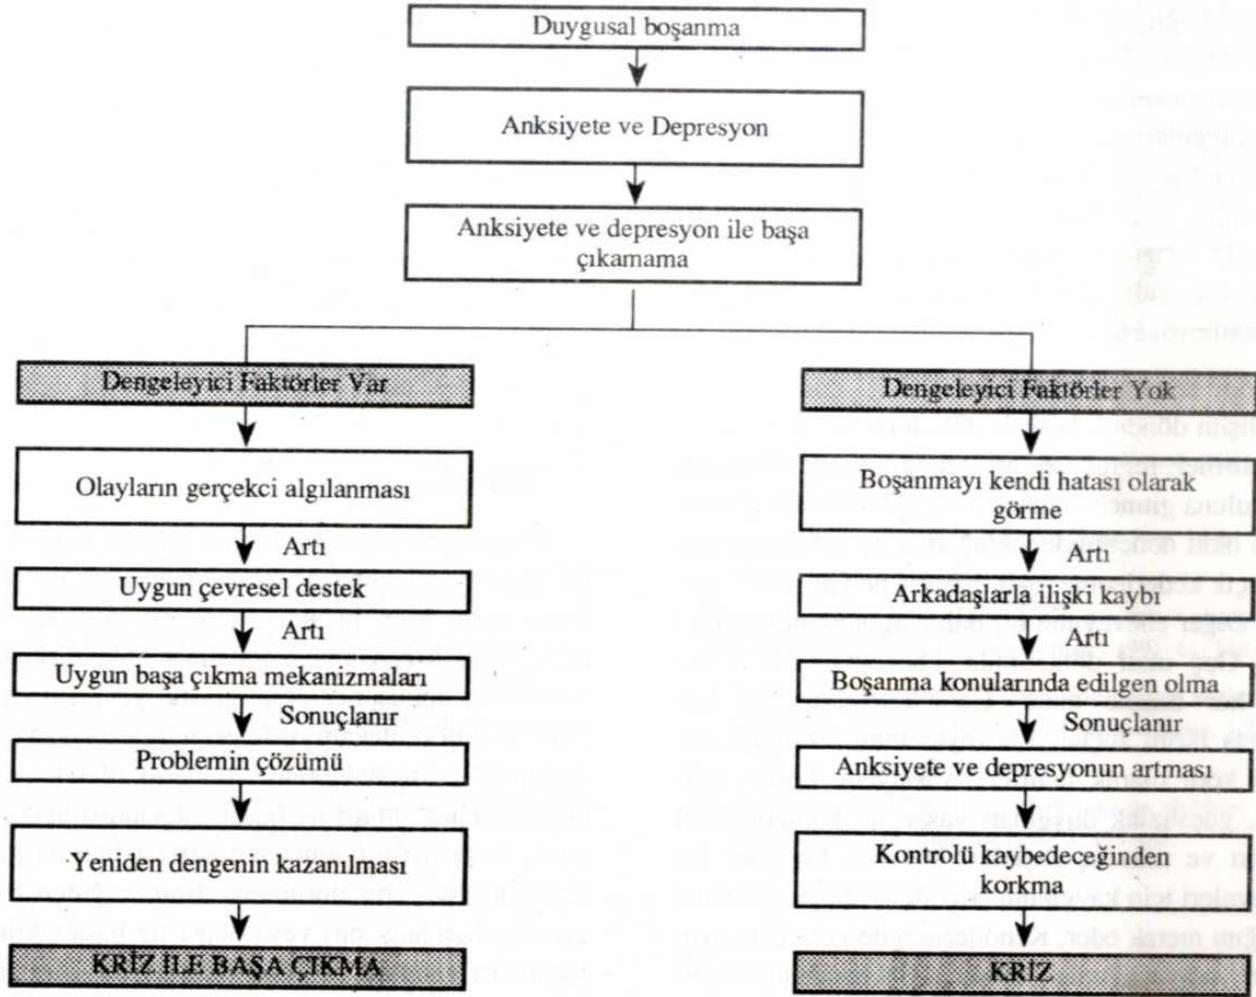 Duygusal boşanma
Anksiyete ve Depresyon
Anksiyete ve depresyon ile başa
çıkamama
Dengeleyici Faktörler Var
Olayların gerçekci algılanması
Artı
Uygun çevresel destek
Artı
Uygun başa çıkma mekanizmaları
Sonuçlanır
Problemin çözümü
Yeniden dengenin kazanılması
KRİZ İLE BAŞA ÇIKMA
Dengeleyici Faktörler Yok
Boşanmayı kendi hatası olarak
görme
Artı
Arkadaşlarla ilişki kaybı
Artı
Boşanma konularında edilgen olma
Sonuçlanır
Anksiyete ve depresyonun artması
Kontrolü kaybedeceğinden
korkma
KRİZ